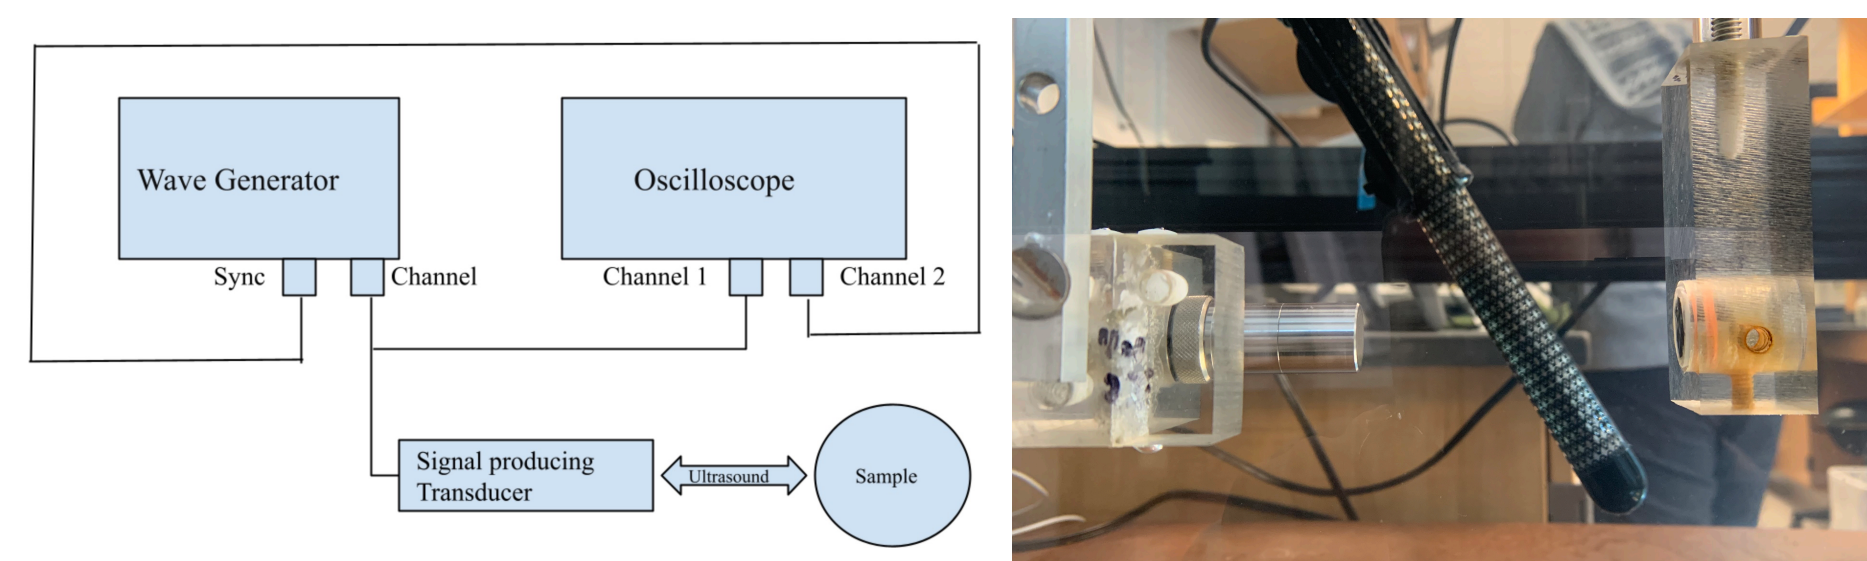 Wave Generator
Oscilloscope
Sync
Channel
Channel 1
Channel 2
Signal producing
Transducer
Ultrasound
Sample